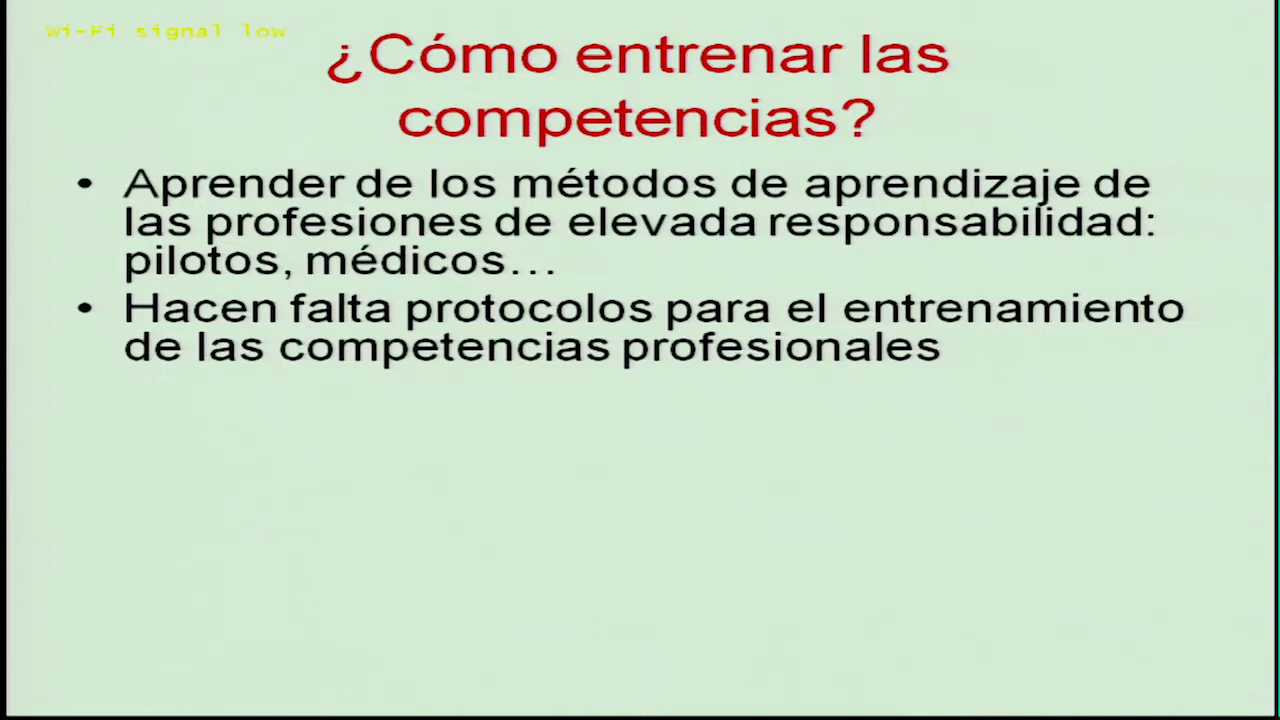 Wi-Fi signal low
¿Cómo entrenar las
competencias?
• Aprender de los métodos de aprendizaje de
las profesiones de elevada responsabilidad:
pilotos, médicos…
• Hacen falta protocolos para el entrenamiento
de las competencias profesionales